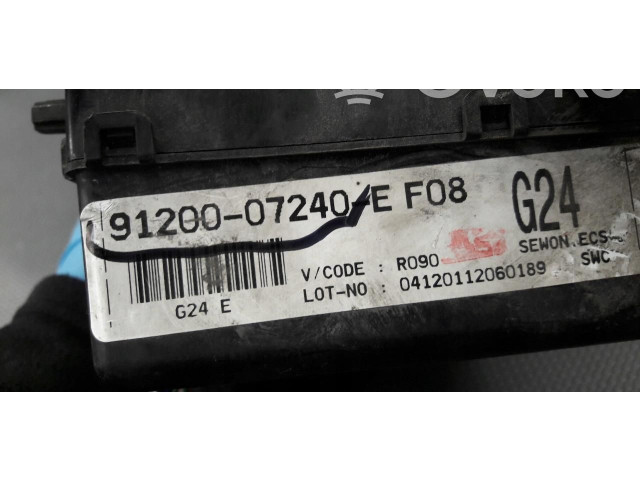 91200-07240-E F08
G24
SEWON.ECS
V/CODE : R090
SWC
LOT-NO : 04120112060189
G24 E